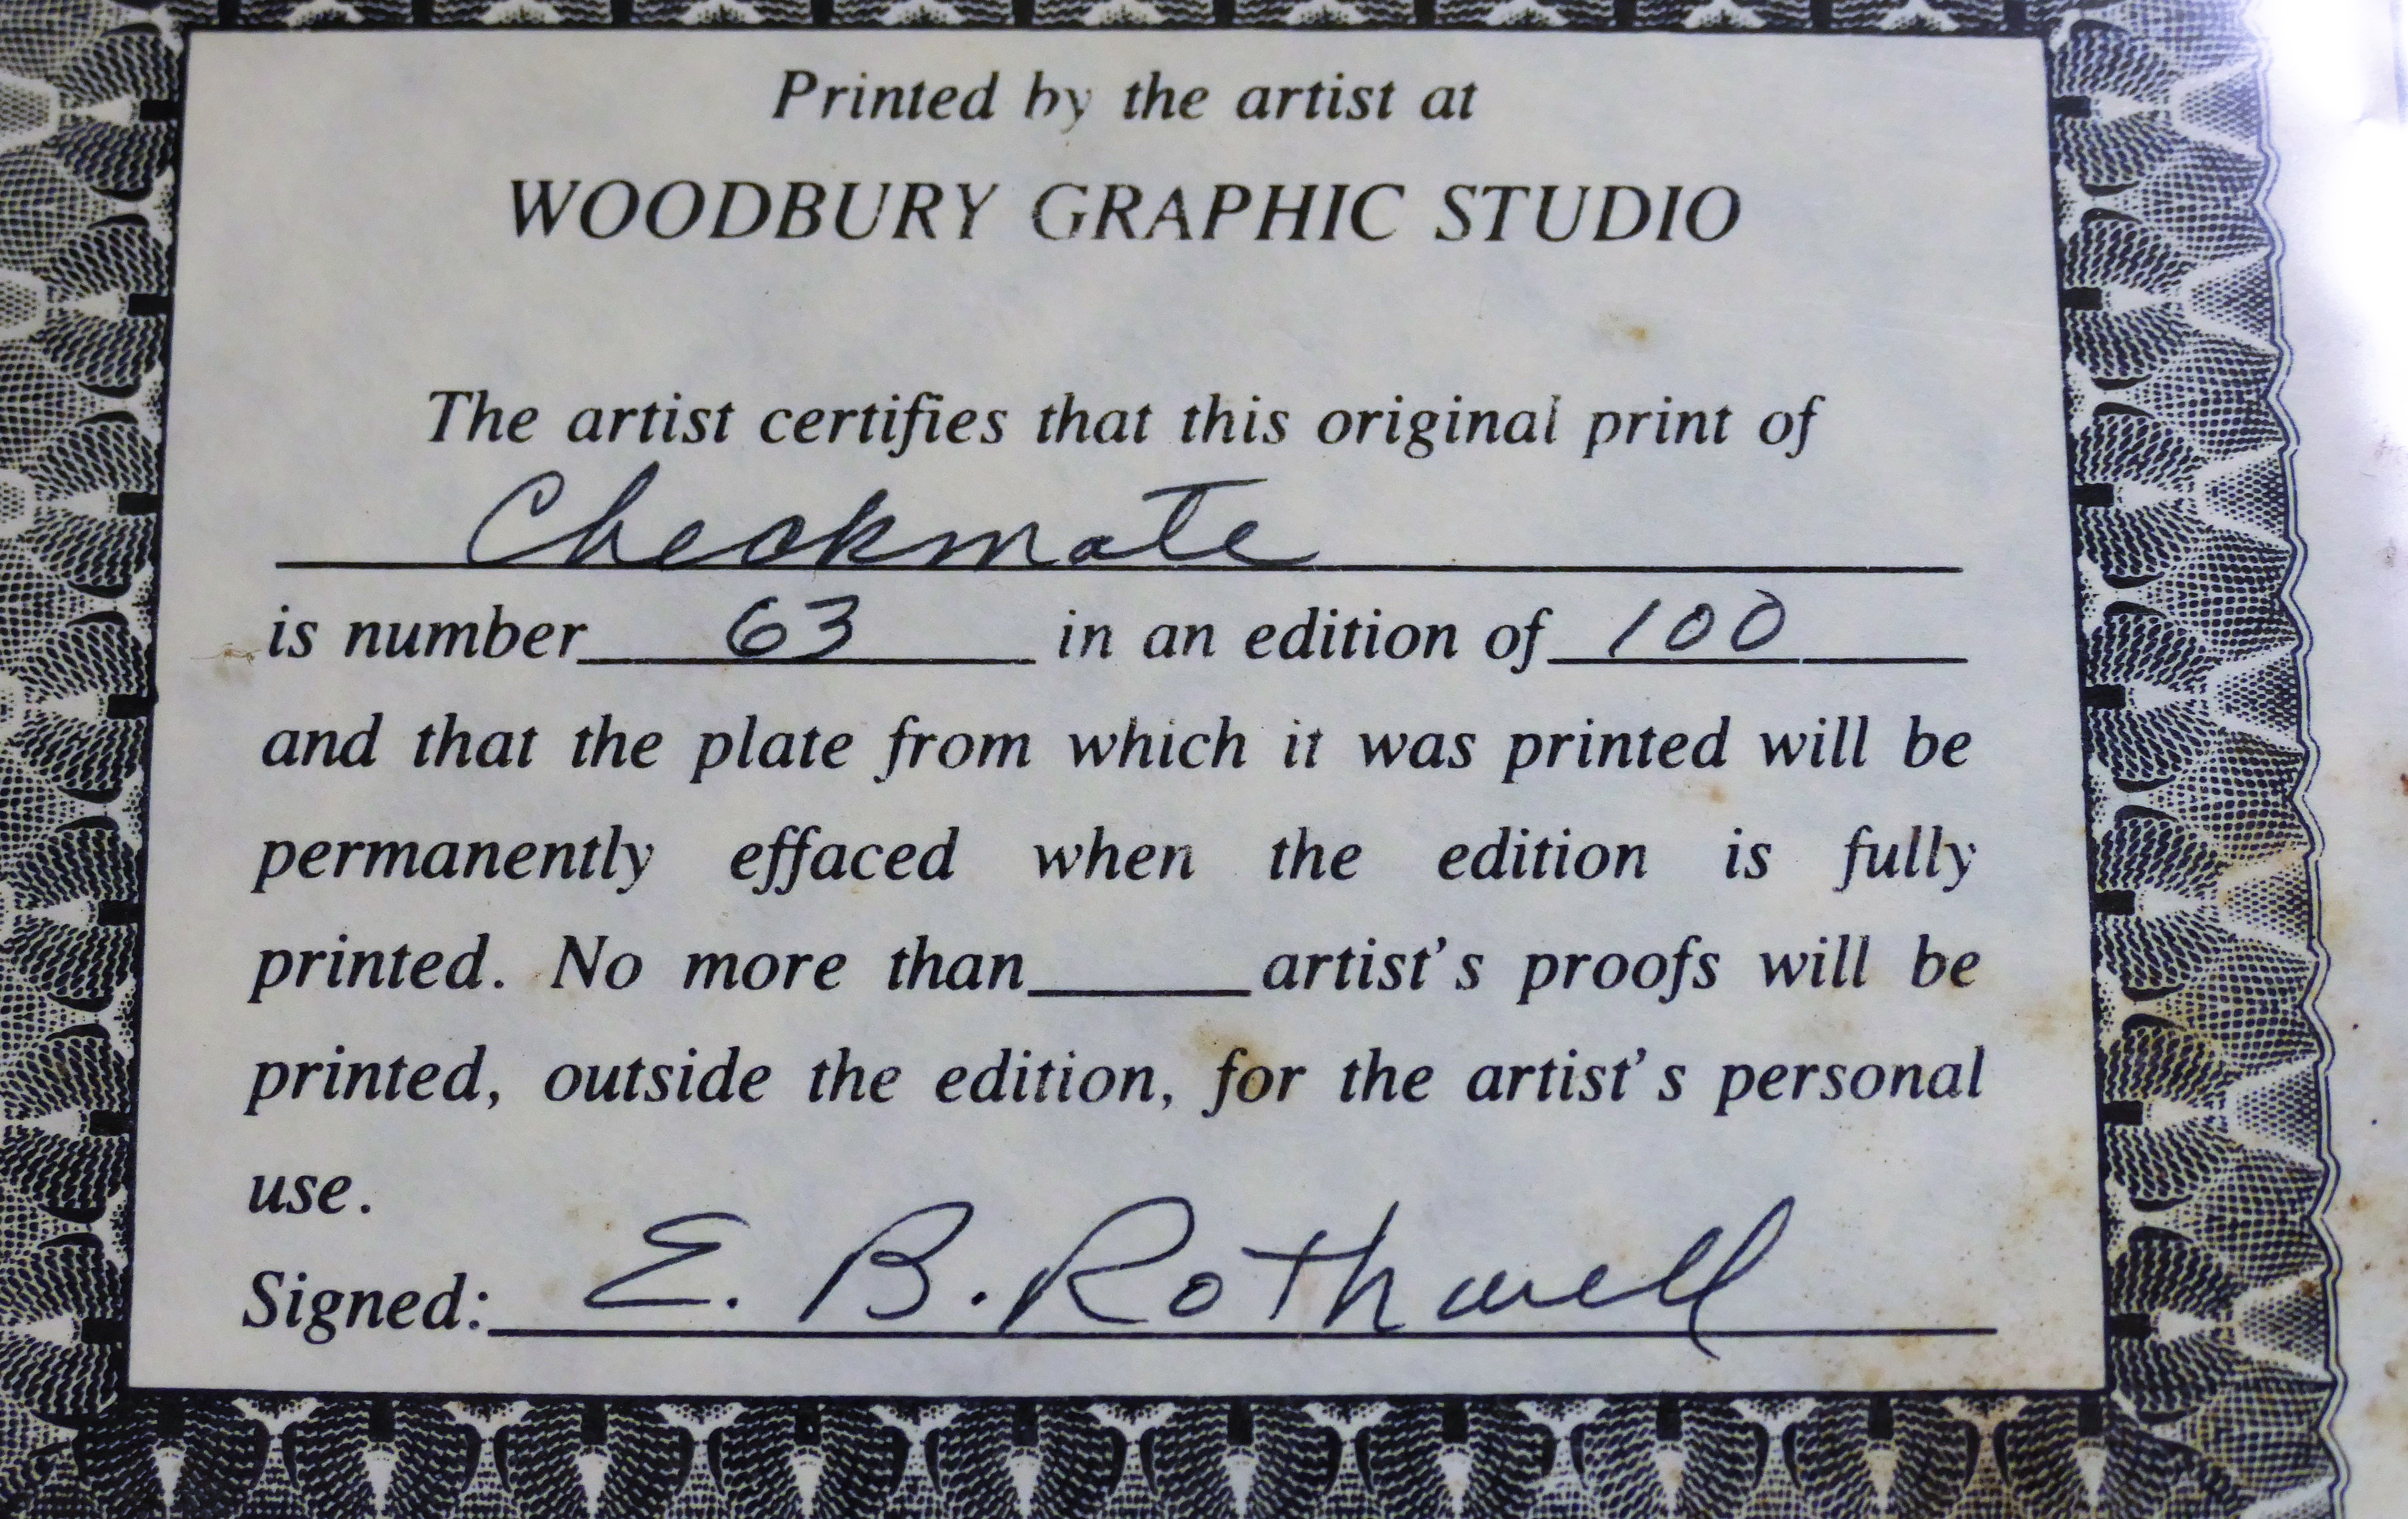 Printed by the artist at
WOODBURY GRAPHIC STUDIO
The artist certifies that this original print of
Checkmate
is number 63 in an edition of 100
and that the plate from which it was printed will be
permanently effaced when the edition is fully
printed. No more than______artist's proofs will be
printed, outside the edition, for the artist's personal
use.
Signed: E. B. Rothwell